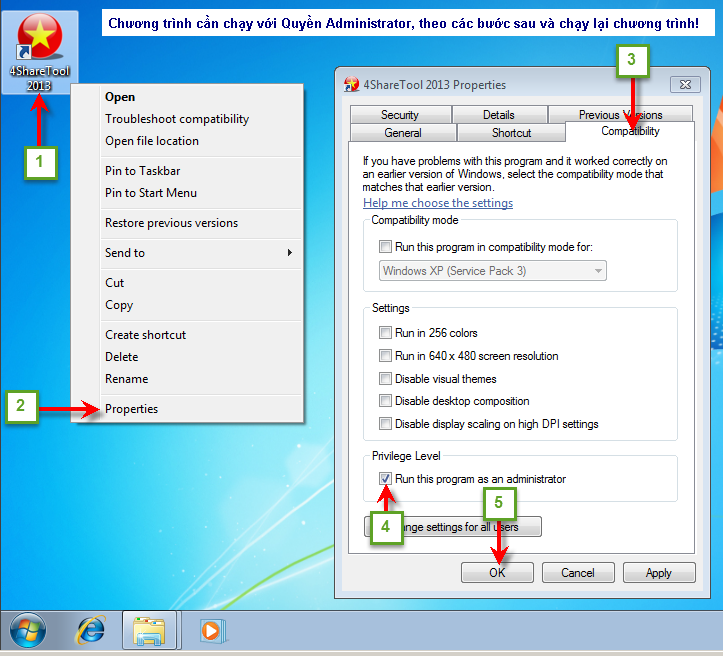 Chương trình cần chạy với Quyền Administrator, theo các bước sau và chạy lại chương trình!
4ShareTool
2013
1
Open
Troubleshoot compatibility
Open file location
Pin to Taskbar
Pin to Start Menu
Restore previous versions
Send to
Cut
Copy
Create shortcut
Delete
Rename
2
Properties
3
4ShareTool 2013 Properties
Security
Details
Previous Versions
General
Shortcut
Compatibility
If you have problems with this program and it worked correctly on
an earlier version of Windows, select the compatibility mode that
matches that earlier version.
Help me choose the settings
Compatibility mode
Run this program in compatibility mode for:
Windows XP (Service Pack 3)
Settings
Run in 256 colors
Run in 640 x 480 screen resolution
Disable visual themes
Disable desktop composition
Disable display scaling on high DPI settings
Privilege Level
Run this program as an administrator
4
5
settings for all users
OK
Cancel
Apply